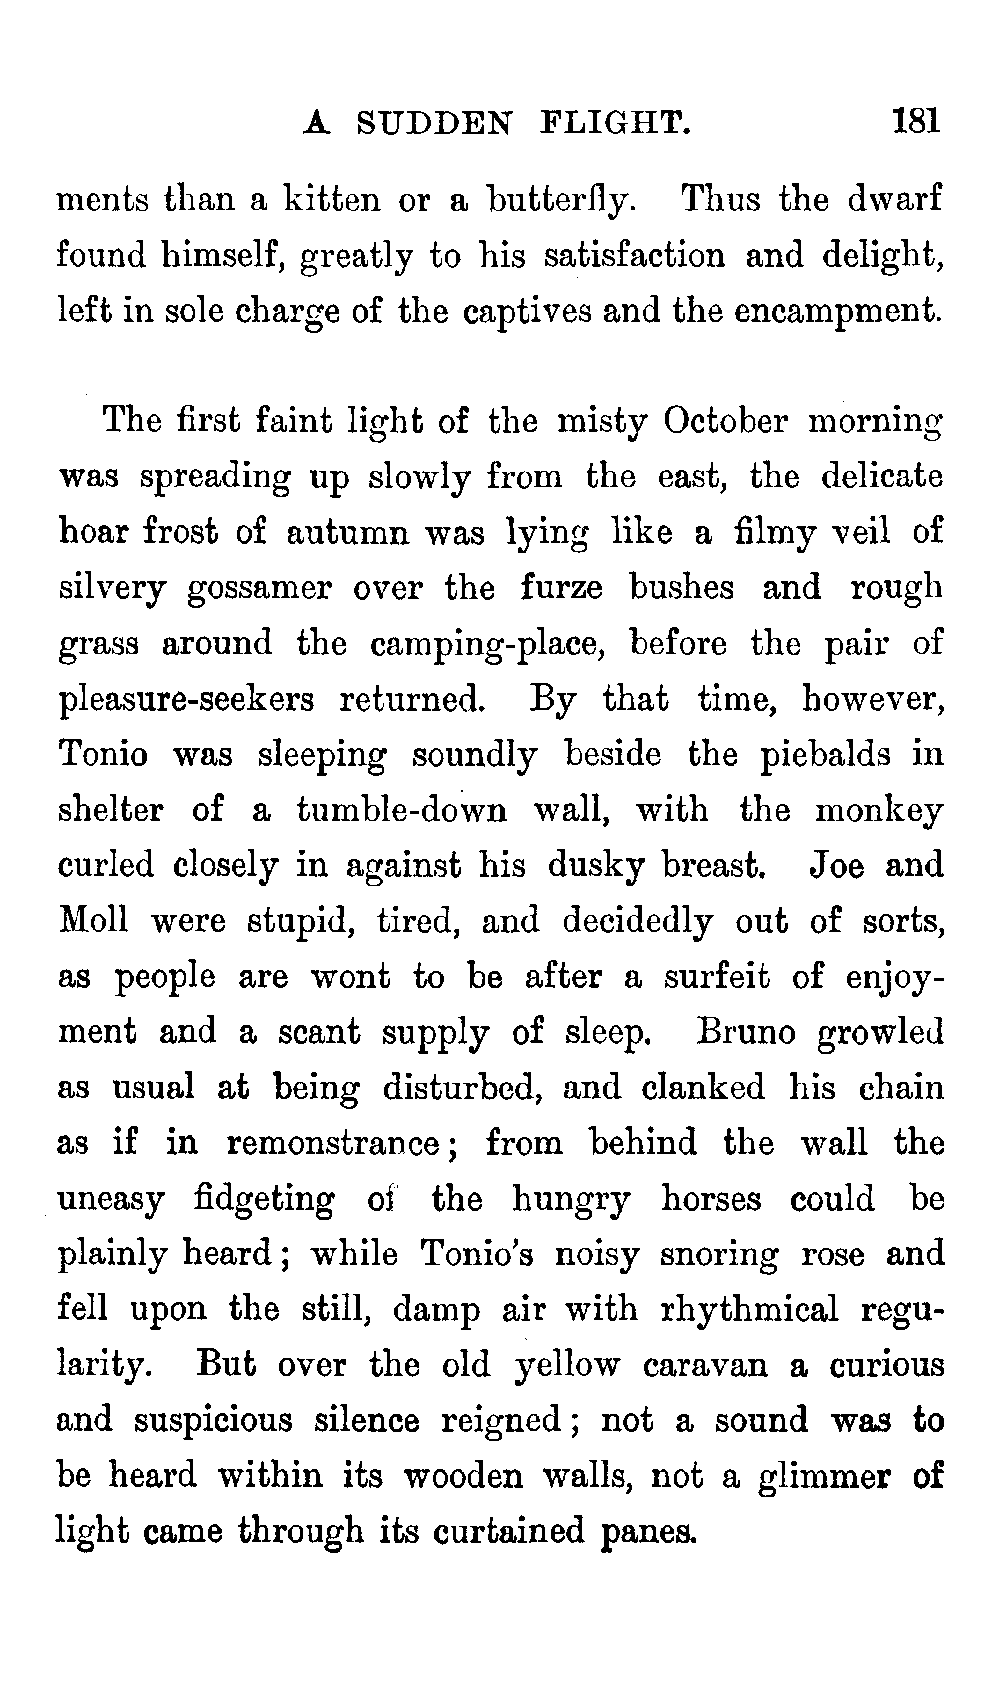 A SUDDEN FLIGHT. 181
ments than a kitten or a butterfly. Thus the dwarf
found himself, greatly to his satisfaction and delight,
left in sole charge of the captives and the encampment.
The first faint light of the misty October morning
was spreading up slowly from the east, the delicate
hoar frost of autumn was lying like a filmy veil of
silvery gossamer over the furze bushes and rough
grass around the camping-place, before the pair of
pleasure-seekers returned. By that time, however,
Tonio was sleeping soundly beside the piebalds in
shelter of a tumble-down wall, with the monkey
curled closely in against his dusky breast. Joe and
Moll were stupid, tired, and decidedly out of sorts,
as people are wont to be after a surfeit of enjoy-
ment and a scant supply of sleep. Bruno growled
as usual at being disturbed, and clanked his chain
as if in remonstrance; from behind the wall the
uneasy fidgeting of the hungry horses could be
plainly heard; while Tonio's noisy snoring rose and
fell upon the still, damp air with rhythmical regu-
larity. But over the old yellow caravan a curious
and suspicious silence reigned; not a sound was to
be heard within its wooden walls, not a glimmer of
light came through its curtained panes.